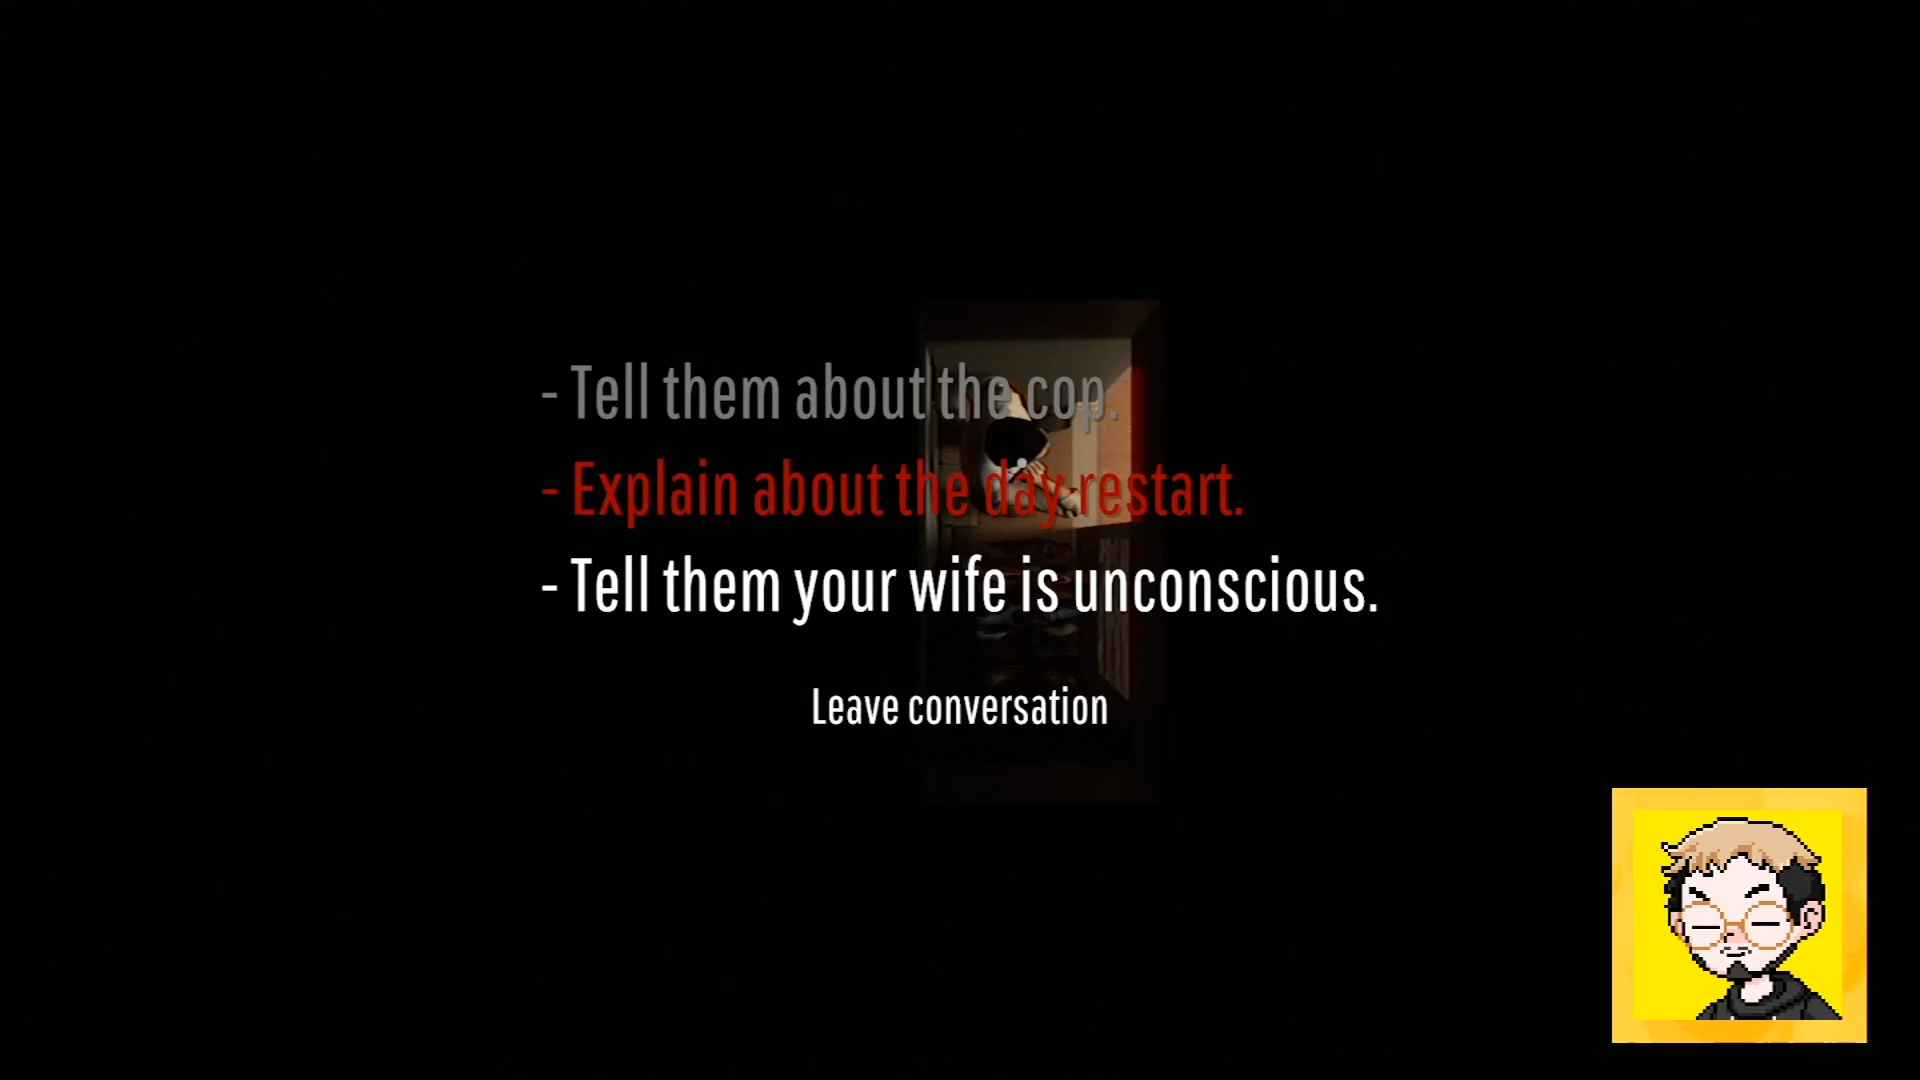 - Tell them about the cop.
- Explain about the day restart.
- Tell them your wife is unconscious.
Leave conversation